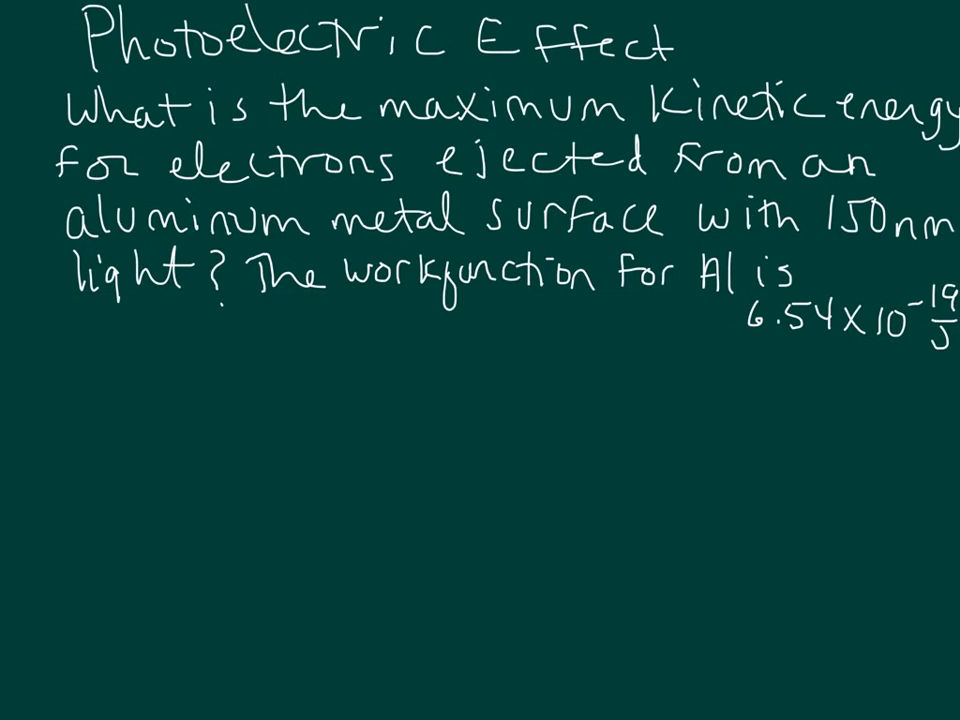 Photoelectric Effect
What is the maximum kinetic energy
for electrons ejected from an
aluminum metal surface with 150nm
light? The workfunction for Al is
6.54 x 10⁻¹⁹ J